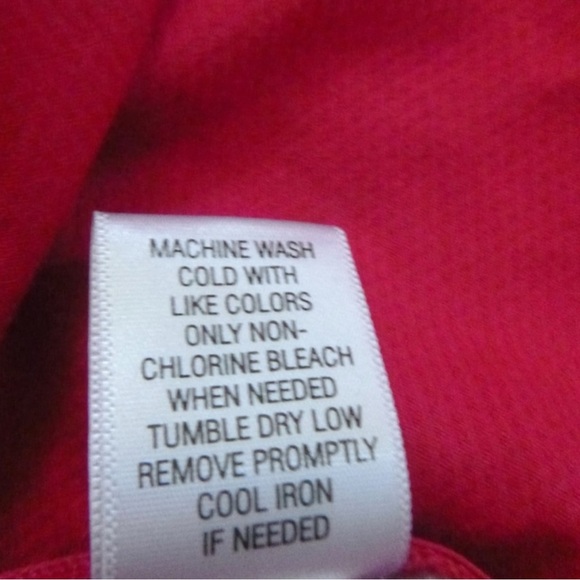 MACHINE WASH
COLD WITH
LIKE COLORS
ONLY NON-
CHLORINE BLEACH
WHEN NEEDED
TUMBLE DRY LOW
REMOVE PROMPTLY
COOL IRON
IF NEEDED